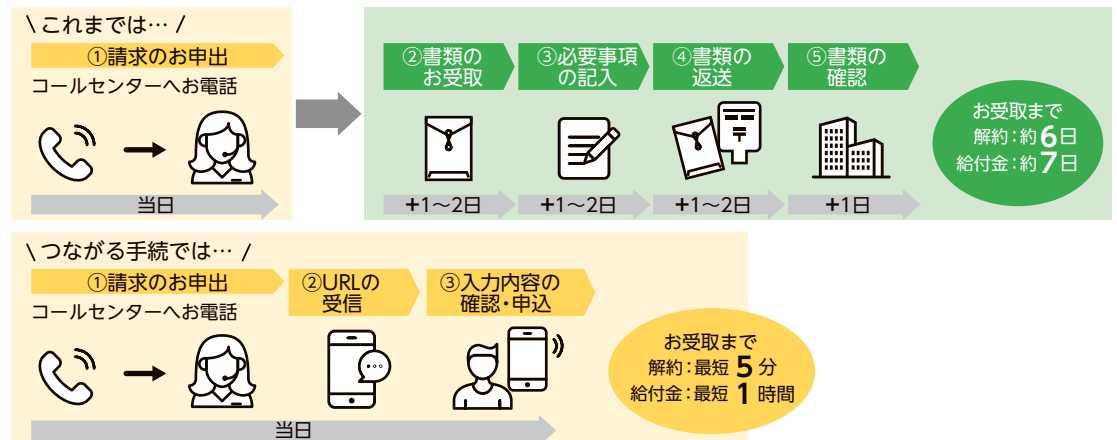 \ これまでは… /
①請求のお申出
コールセンターへお電話
当日
②書類の
お受取
③必要事項
の記入
④書類の
返送
⑤書類の
確認
〒
+1〜2日
+1〜2日
+1〜2日
+1日
お受取まで
解約：約6日
給付金：約7日
\ つながる手続では… /
①請求のお申出
コールセンターへお電話
②URLの
受信
③入力内容の
確認・申込
当日
お受取まで
解約：最短 5 分
給付金：最短 1 時間